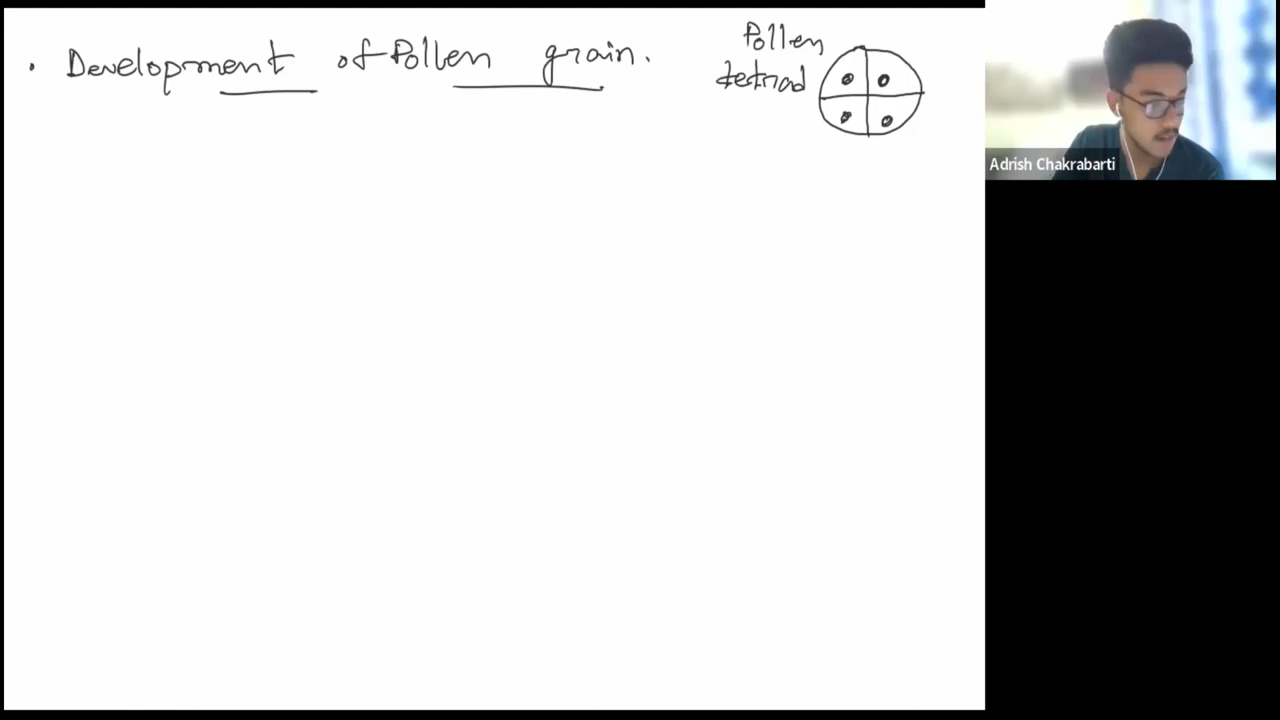 . Development of Pollen grain.
Pollen
tetrad
Adrish Chakrabarti